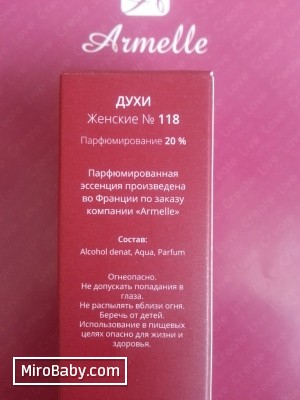 Armelle
ДУХИ
Женские № 118
Парфюмирование 20 %
Парфюмированная
эссенция произведена
во Франции по заказу
компании «Armelle»
Состав:
Alcohol denat, Aqua, Parfum
Огнеопасно.
Не допускать попадания в
глаза.
Не распылять вблизи огня.
Беречь от детей.
Использование в пищевых
целях опасно для жизни и
здоровья.
MiroBaby.com